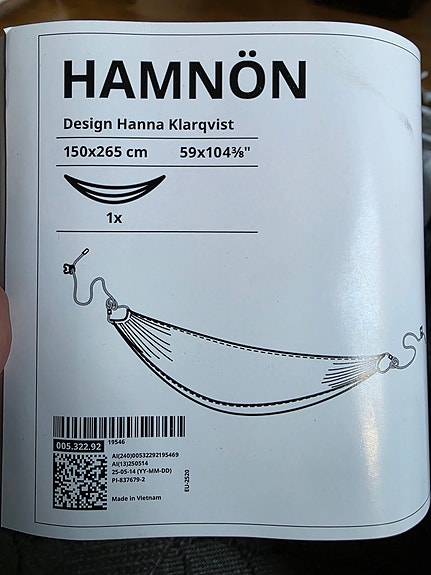 HAMNÖN
Design Hanna Klarqvist
150x265 cm 59x104⅜"
1x
005.322.92 19546
AI(240)00532292195469
AI(13)250514
25-05-14 (YY-MM-DD)
PI-837679-2
EU-2520
Made in Vietnam